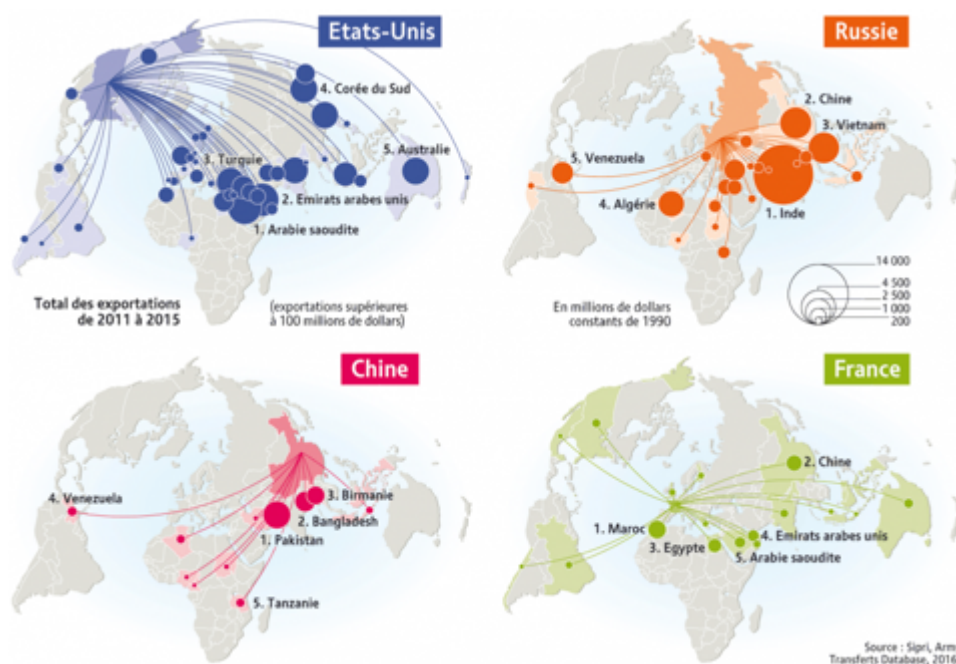 Etats-Unis
4. Corée du Sud
5. Australie
3. Turquie
2. Emirats arabes unis
1. Arabie saoudite
Total des exportations
de 2011 à 2015
(exportations supérieures
à 100 millions de dollars)
Russie
2. Chine
3. Vietnam
5. Venezuela
4. Algérie
1. Inde
14 000
4 500
2 500
1 000
200
En millions de dollars
constants de 1990
Chine
4. Venezuela
3. Birmanie
2. Bangladesh
1. Pakistan
5. Tanzanie
France
2. Chine
1. Maroc
4. Emirats arabes unis
3. Egypte
5. Arabie saoudite
Source : Sipri, Arm
Transferts Database, 2016